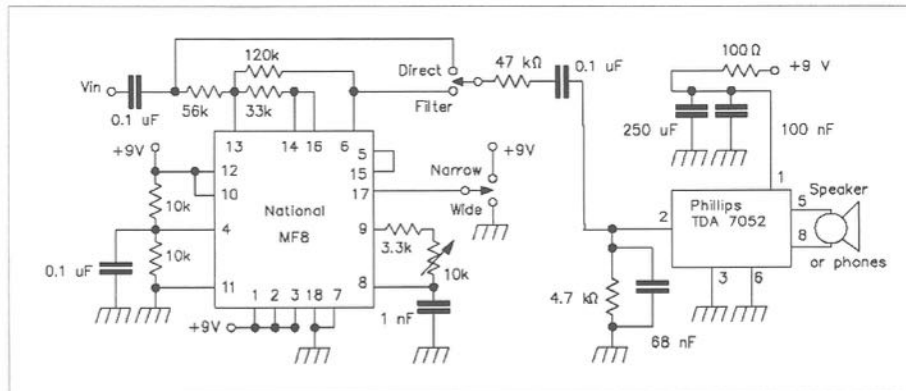 120k
47 kΩ
0.1 uF
100Ω
+9 V
Direct
Vin
56k
33k
Filter
0.1 uF
250 uF
100 nF
13
14
16
6
+9V
5
+9V
12
15
Narrow
1
10
17
Speaker
10k
National
MF8
Wide
Phillips
TDA 7052
5
2
4
9
8
3.3k
10k
0.1 uF
10k
or phones
11
8
3
6
4.7 kΩ
1
2
3
18
7
1 nF
+9V
68 nF